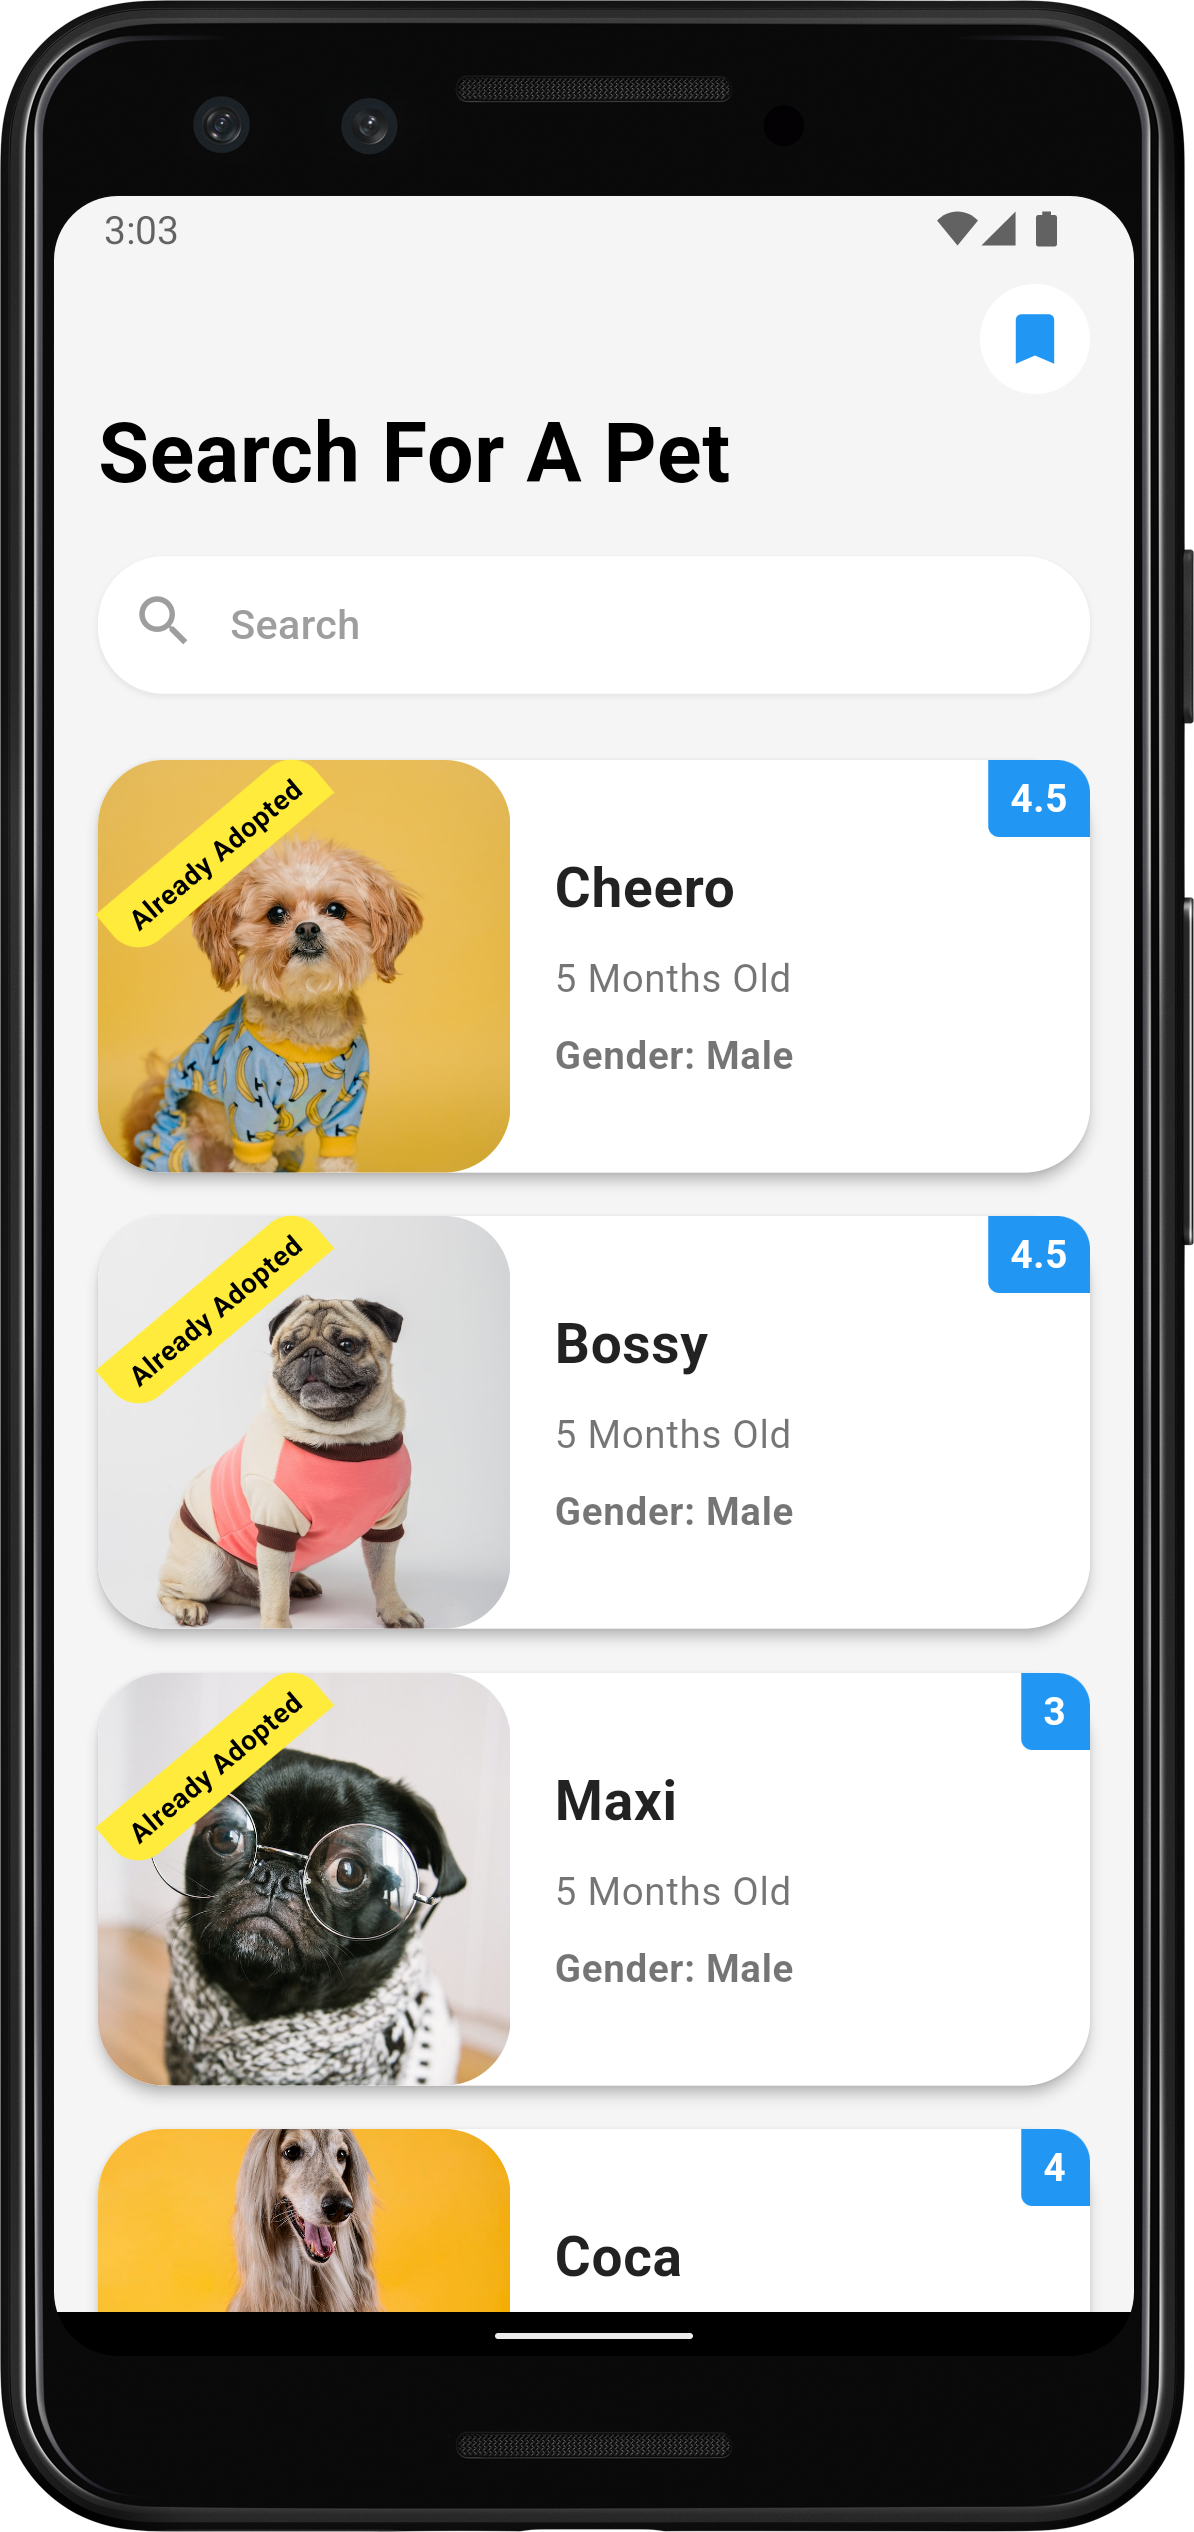 3:03
Search For A Pet
Search
Already Adopted
4.5
Cheero
5 Months Old
Gender: Male
Already Adopted
4.5
Bossy
5 Months Old
Gender: Male
Already Adopted
3
Maxi
5 Months Old
Gender: Male
4
Coca